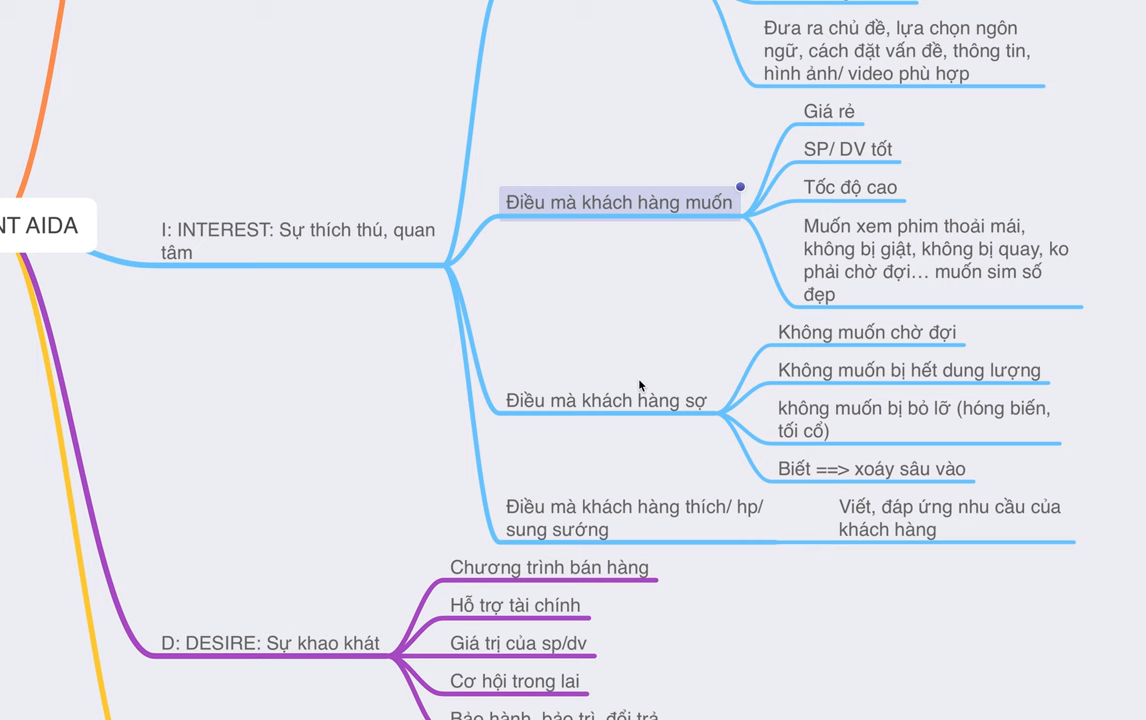 Đưa ra chủ đề, lựa chọn ngôn
ngữ, cách đặt vấn đề, thông tin,
hình ảnh/ video phù hợp
Giá rẻ
SP/ DV tốt
Tốc độ cao
Điều mà khách hàng muốn
NT AIDA
I: INTEREST: Sự thích thú, quan
tâm
Muốn xem phim thoải mái,
không bị giật, không bị quay, ko
phải chờ đợi… muốn sim số
đẹp
Không muốn chờ đợi
Không muốn bị hết dung lượng
Điều mà khách hàng sợ
không muốn bị bỏ lỡ (hóng biến,
tối cổ)
Biết ==> xoáy sâu vào
Điều mà khách hàng thích/ hp/
sung sướng
Viết, đáp ứng nhu cầu của
khách hàng
Chương trình bán hàng
Hỗ trợ tài chính
D: DESIRE: Sự khao khát
Giá trị của sp/dv
Cơ hội trong lai
Bảo hành, bảo trì, đổi trả